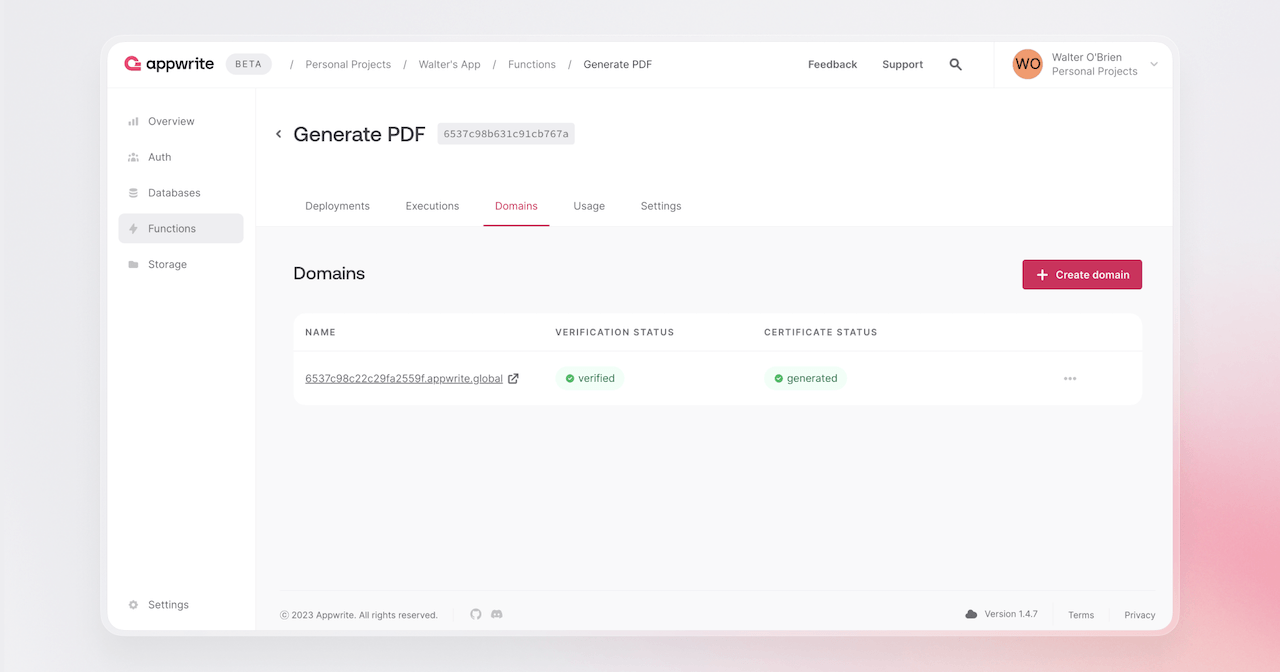 appwrite BETA / Personal Projects / Walter's App / Functions / Generate PDF Feedback Support WO Walter O'Brien
Personal Projects
Overview
Auth
Databases
Functions
Storage
Settings
Generate PDF 6537c98b631c91cb767a
Deployments Executions Domains Usage Settings
Domains + Create domain
NAME VERIFICATION STATUS CERTIFICATE STATUS
6537c98c22c29fa2559f.appwrite.global verified generated
© 2023 Appwrite. All rights reserved. Version 1.4.7 Terms Privacy